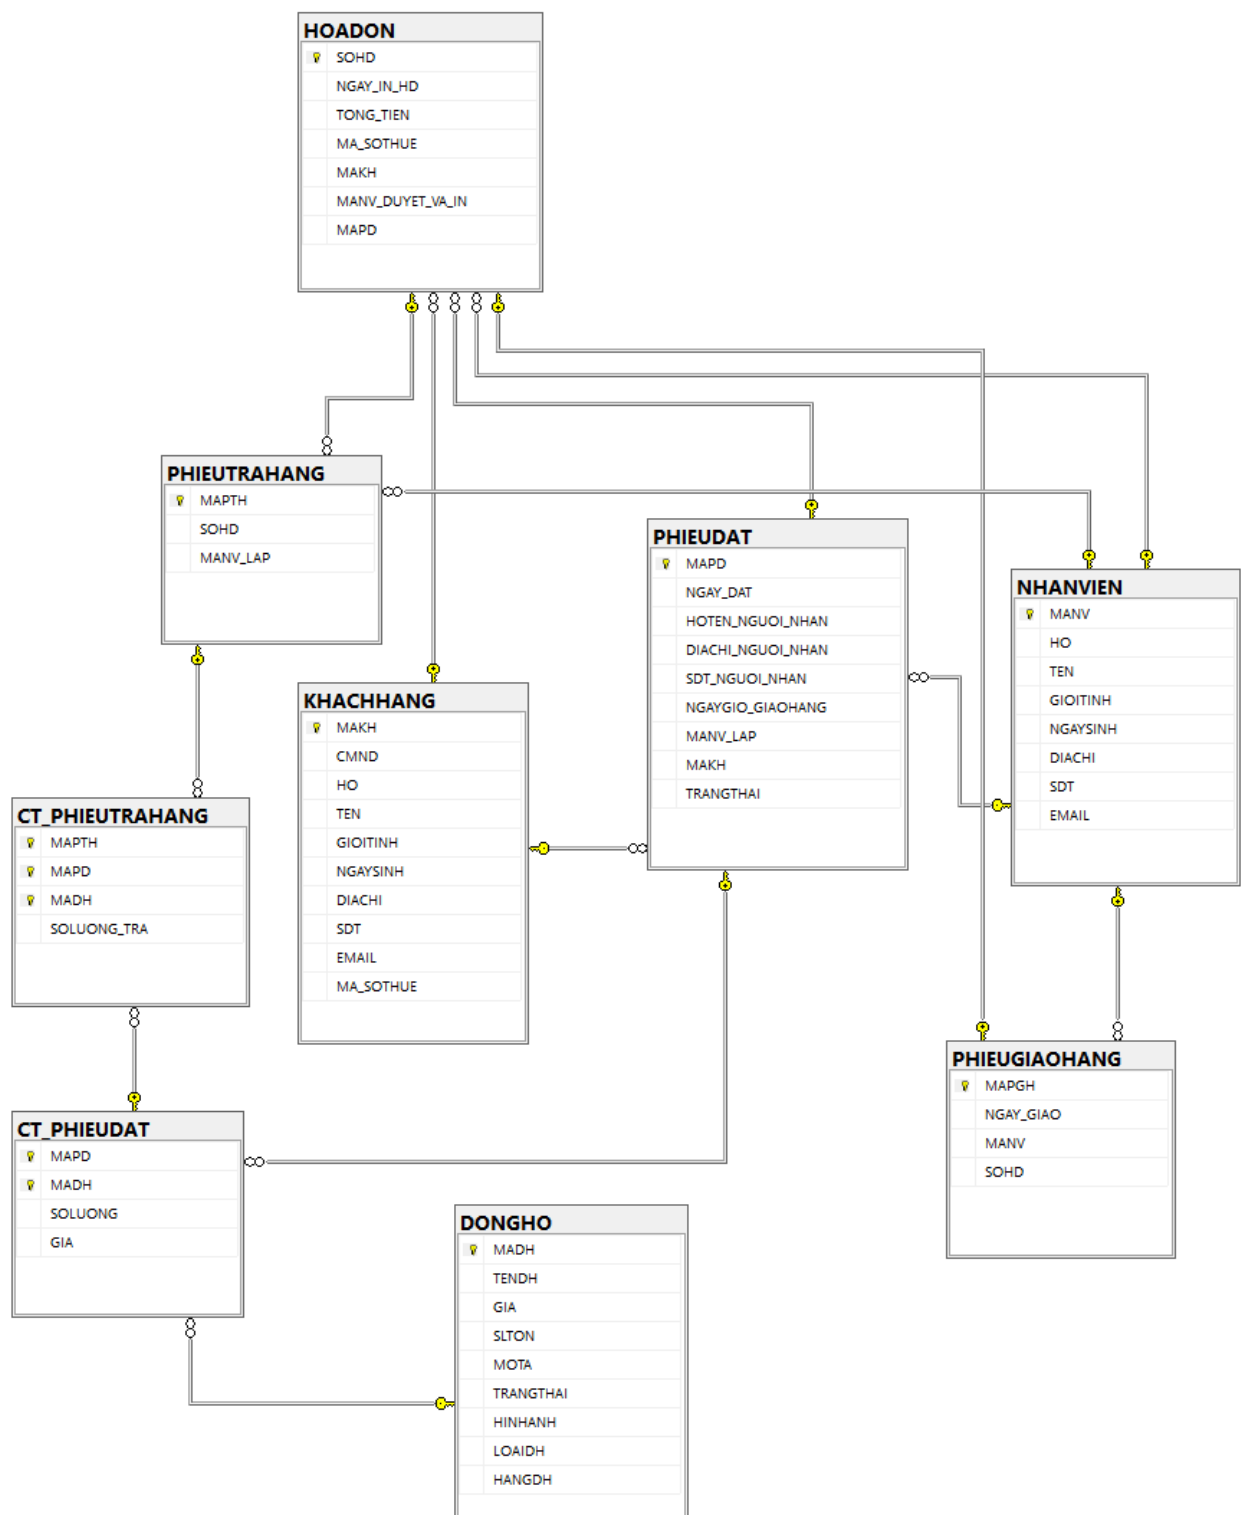 HOADON
SOHD
NGAY_IN_HD
TONG_TIEN
MA_SOTHUE
MAKH
MANV_DUYET_VA_IN
MAPD
PHIEUTRAHANG
MAPTH
SOHD
MANV_LAP
PHIEUDAT
MAPD
NGAY_DAT
HOTEN_NGUOI_NHAN
DIACHI_NGUOI_NHAN
SDT_NGUOI_NHAN
NGAYGIO_GIAOHANG
MANV_LAP
MAKH
TRANGTHAI
NHANVIEN
MANV
HO
TEN
GIOITINH
NGAYSINH
DIACHI
SDT
EMAIL
KHACHHANG
MAKH
CMND
HO
TEN
GIOITINH
NGAYSINH
DIACHI
SDT
EMAIL
MA_SOTHUE
CT_PHIEUTRAHANG
MAPTH
MAPD
MADH
SOLUONG_TRA
PHIEUGIAOHANG
MAPGH
NGAY_GIAO
MANV
SOHD
CT_PHIEUDAT
MAPD
MADH
SOLUONG
GIA
DONGHO
MADH
TENDH
GIA
SLTON
MOTA
TRANGTHAI
HINHANH
LOAIDH
HANGDH